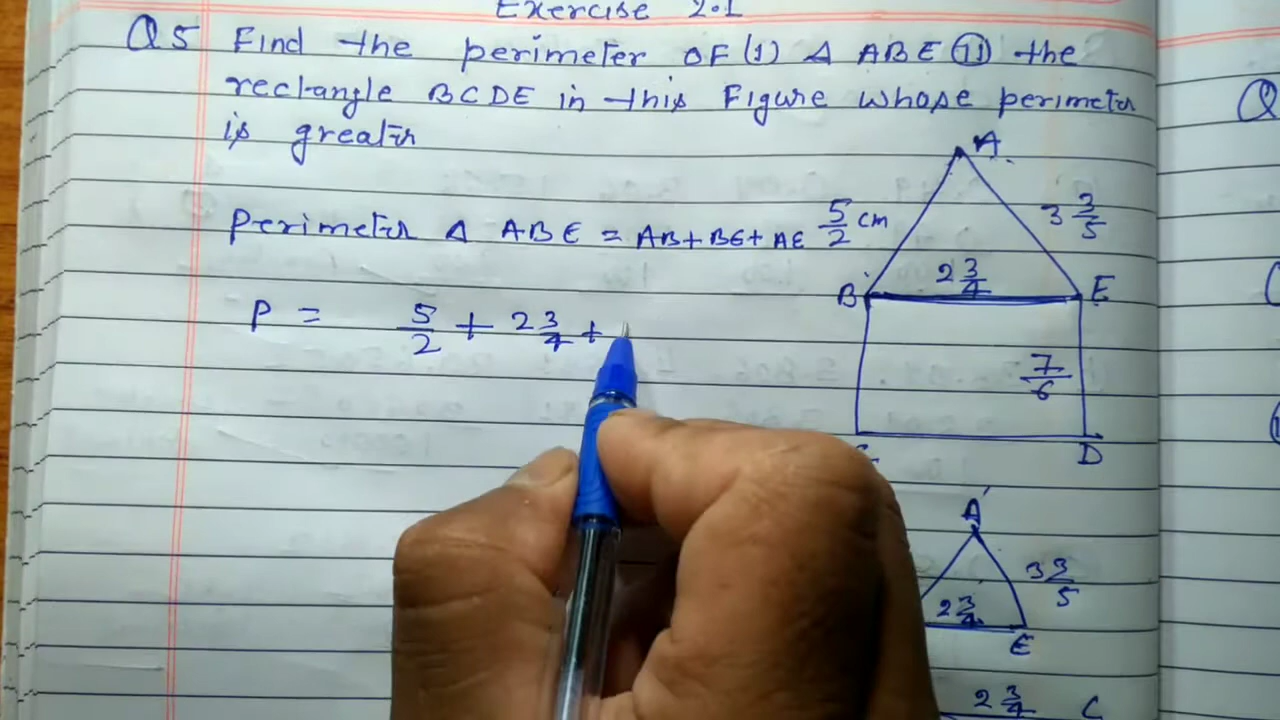 Exercise 2.1
Q5 Find the perimeter OF (1) Δ ABE (11) the
rectangle BCDE in this Figure whose perimeter
is greater
A.
Perimeter Δ ABE = AB+BE+AE
5/2 cm
3 3/5
2 3/4
B
E
P = 5/2 + 2 3/4 +
7/6
D
A
3 3/5
2 3/4
E
2 3/4
C
Q